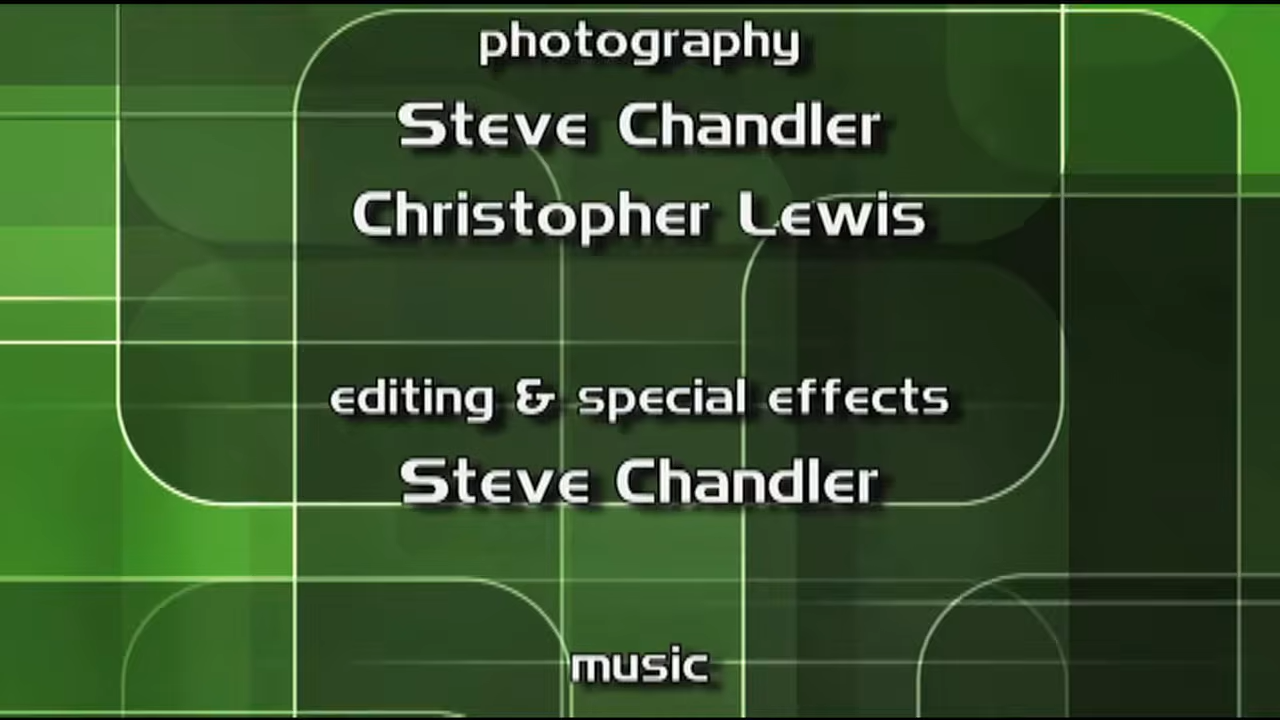 photography
Steve Chandler
Christopher Lewis
editing & special effects
Steve Chandler
music